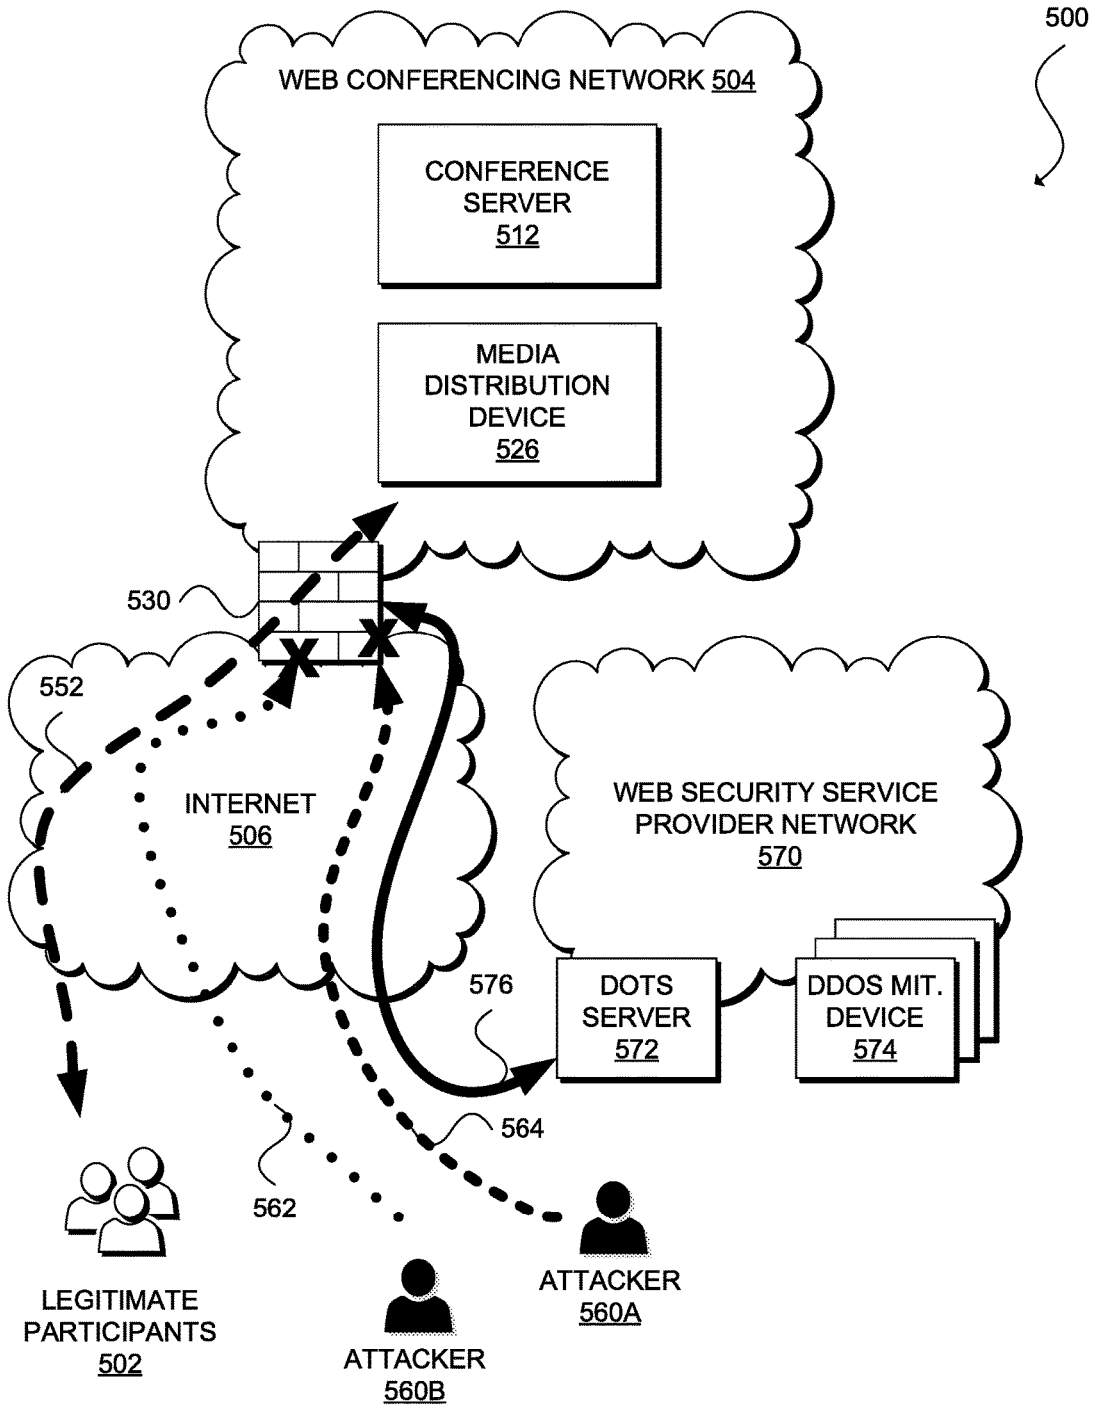 500
WEB CONFERENCING NETWORK 504
CONFERENCE
SERVER
512
MEDIA
DISTRIBUTION
DEVICE
526
530
552
INTERNET
506
WEB SECURITY SERVICE
PROVIDER NETWORK
570
576
DOTS
SERVER
572
DDOS MIT.
DEVICE
574
564
562
LEGITIMATE
PARTICIPANTS
502
ATTACKER
560A
ATTACKER
560B